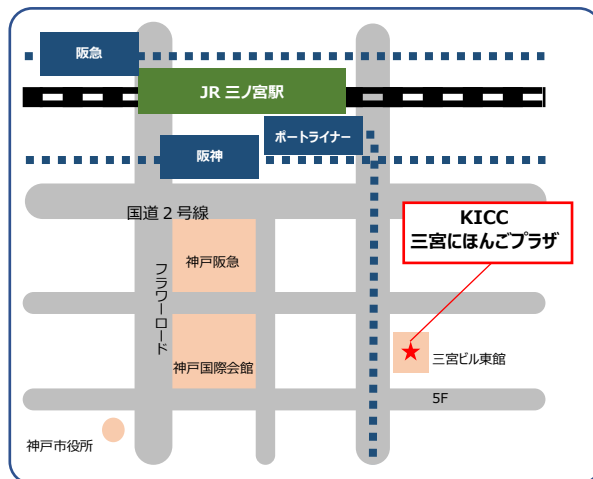 阪急
JR 三ノ宮駅
ポートライナー
阪神
国道２号線
KICC
三宮にほんごプラザ
神戸阪急
フラワーロード
神戸国際会館
三宮ビル東館
5F
神戸市役所